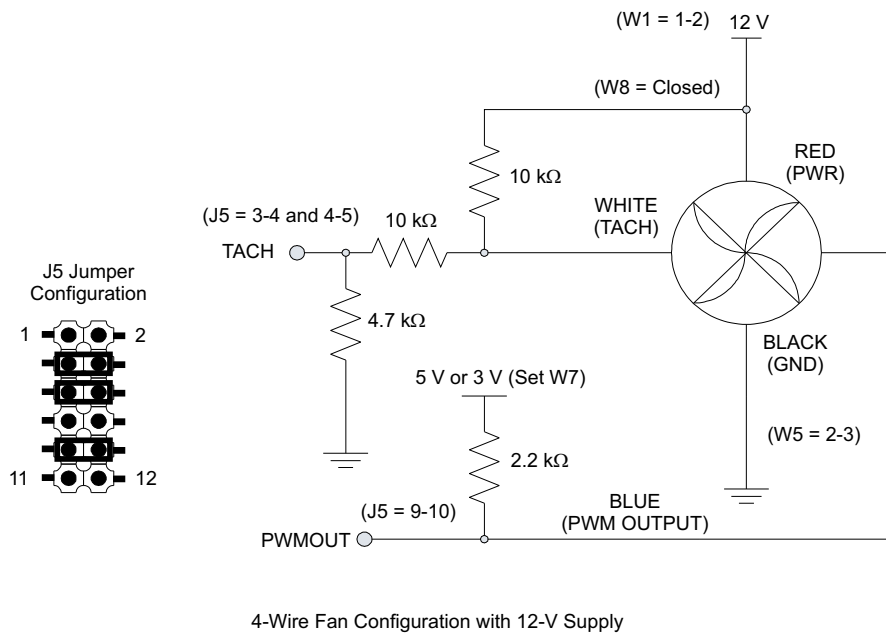 (W1 = 1-2) 12 V
(W8 = Closed)
RED
(PWR)
10 kΩ
WHITE
(TACH)
(J5 = 3-4 and 4-5)
10 kΩ
TACH
J5 Jumper
Configuration
1
2
4.7 kΩ
BLACK
(GND)
5 V or 3 V (Set W7)
(W5 = 2-3)
2.2 kΩ
11
12
(J5 = 9-10)
BLUE
(PWM OUTPUT)
PWMOUT
4-Wire Fan Configuration with 12-V Supply